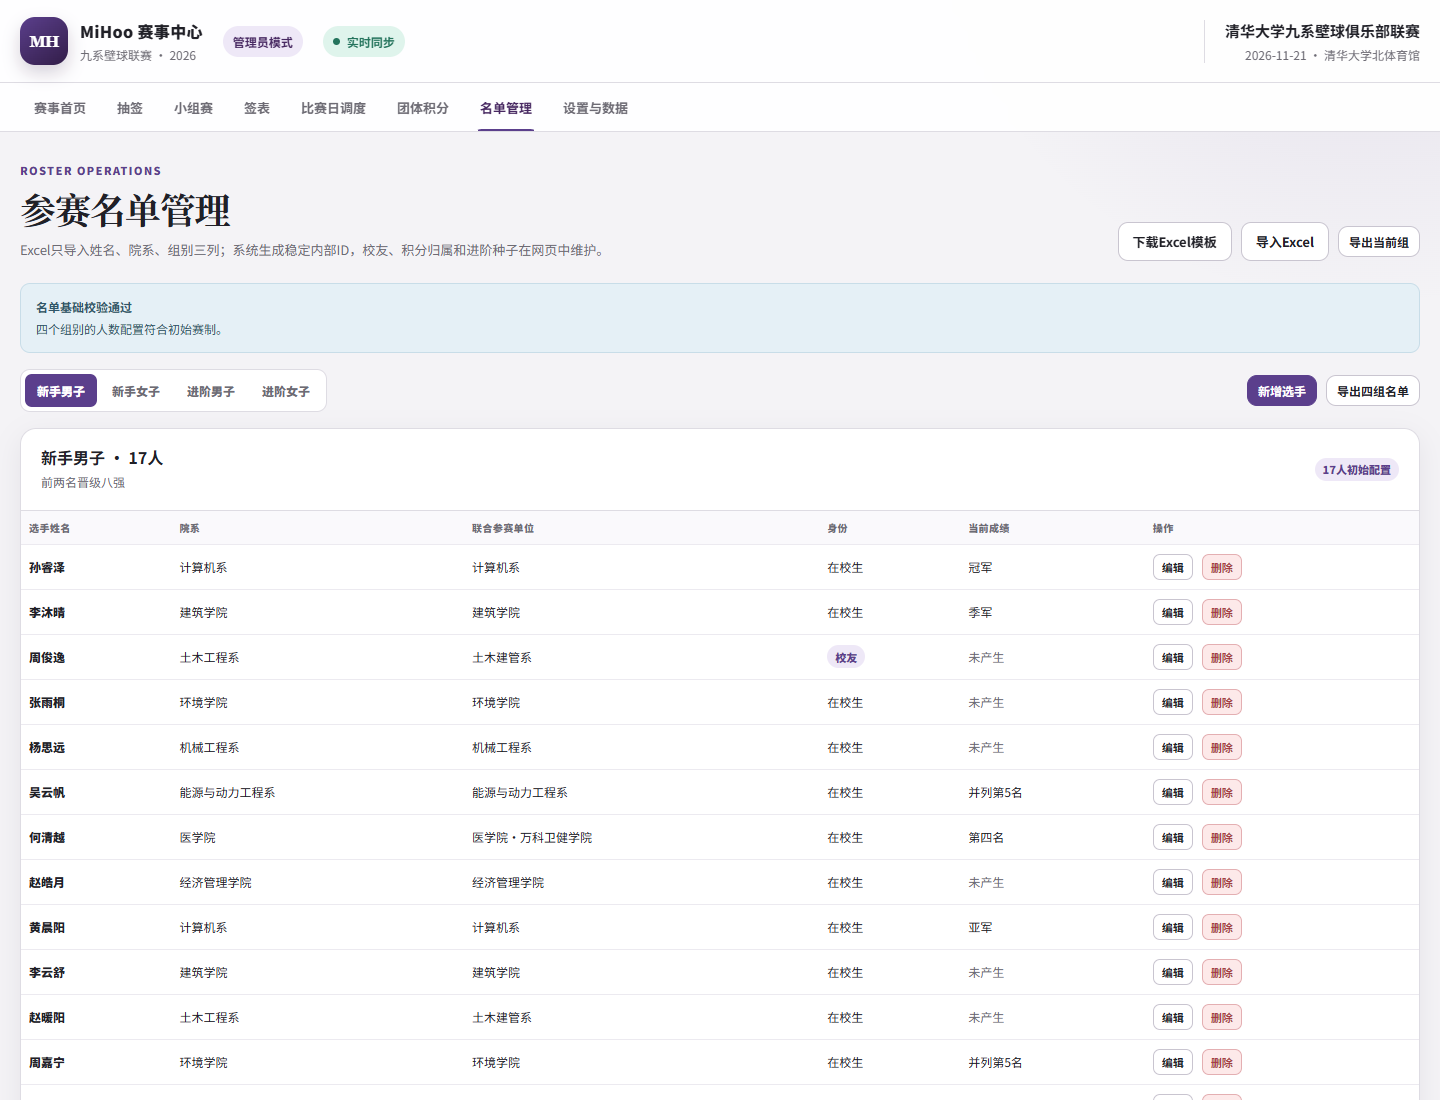 MH
MiHoo 赛事中心
九系壁球联赛 • 2026
管理员模式
实时同步
清华大学九系壁球俱乐部联赛
2026-11-21 • 清华大学北体育馆
赛事首页 抽签 小组赛 签表 比赛日调度 团体积分 名单管理 设置与数据
ROSTER OPERATIONS
参赛名单管理
Excel只导入姓名、院系、组别三列；系统生成稳定内部ID，校友、积分归属和进阶种子在网页中维护。
下载Excel模板 导入Excel 导出当前组
名单基础校验通过
四个组别的人数配置符合初始赛制。
新手男子 新手女子 进阶男子 进阶女子
新增选手 导出四组名单
新手男子 • 17人
前两名晋级八强
17人初始配置
选手姓名 院系 联合参赛单位 身份 当前成绩 操作
孙睿泽 计算机系 计算机系 在校生 冠军 编辑 删除
李沐晴 建筑学院 建筑学院 在校生 季军 编辑 删除
周俊逸 土木工程系 土木建管系 校友 未产生 编辑 删除
张雨桐 环境学院 环境学院 在校生 未产生 编辑 删除
杨思远 机械工程系 机械工程系 在校生 未产生 编辑 删除
吴云帆 能源与动力工程系 能源与动力工程系 在校生 并列第5名 编辑 删除
何清越 医学院 医学院・万科卫健学院 在校生 第四名 编辑 删除
赵皓月 经济管理学院 经济管理学院 在校生 未产生 编辑 删除
黄晨阳 计算机系 计算机系 在校生 亚军 编辑 删除
李云舒 建筑学院 建筑学院 在校生 未产生 编辑 删除
赵暖阳 土木工程系 土木建管系 在校生 未产生 编辑 删除
周嘉宁 环境学院 环境学院 在校生 并列第5名 编辑 删除